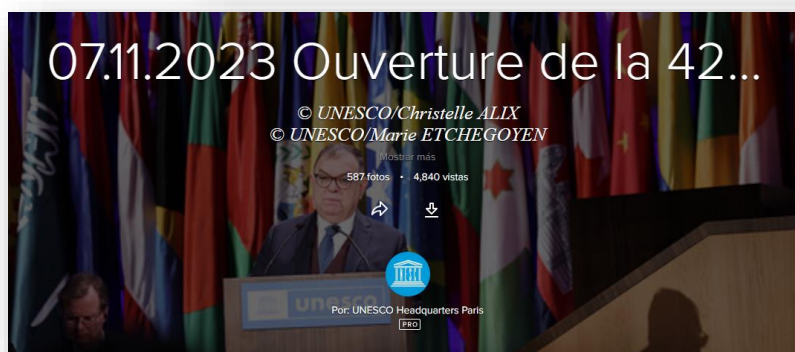 07.11.2023 Ouverture de la 42...
© UNESCO/Christelle ALIX
© UNESCO/Marie ETCHEGOYEN
Mostrar más
587 fotos • 4,840 vistas
unesco
Por: UNESCO Headquarters Paris
PRO